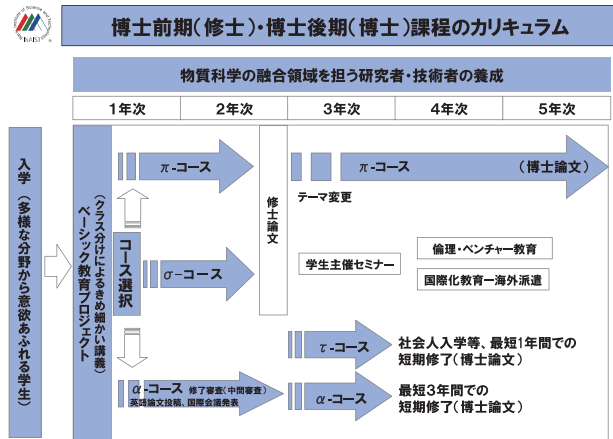 Institute of Science and Technology
NAIST
®
博士前期(修士)・博士後期(博士)課程のカリキュラム
物質科学の融合領域を担う研究者・技術者の養成
1年次
2年次
3年次
4年次
5年次
入学(多様な分野から意欲あふれる学生)
(クラス分けによるきめ細かい講義)
ベーシック教育プロジェクト
コース選択
π-コース
修士論文
π-コース
(博士論文)
テーマ変更
σ-コース
学生主催セミナー
倫理・ベンチャー教育
国際化教育ー海外派遣
τ-コース
社会人入学等、最短1年間での
短期修了(博士論文)
α-コース 修了審査(中間審査)
英語論文投稿、国際会議発表
α-コース
最短3年間での
短期修了(博士論文)